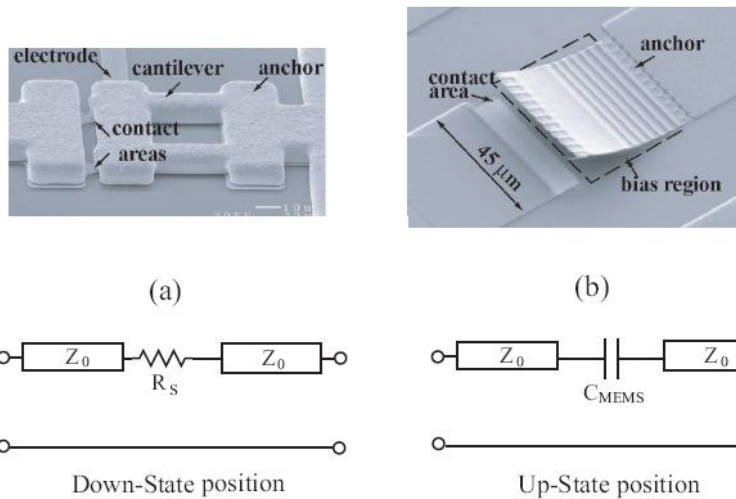 electrode
cantilever
anchor
contact
areas
anchor
contact
area
45 μm
bias region
(a)
(b)
Z0
RS
Z0
Z0
CMEMS
Z0
Down-State position
Up-State position